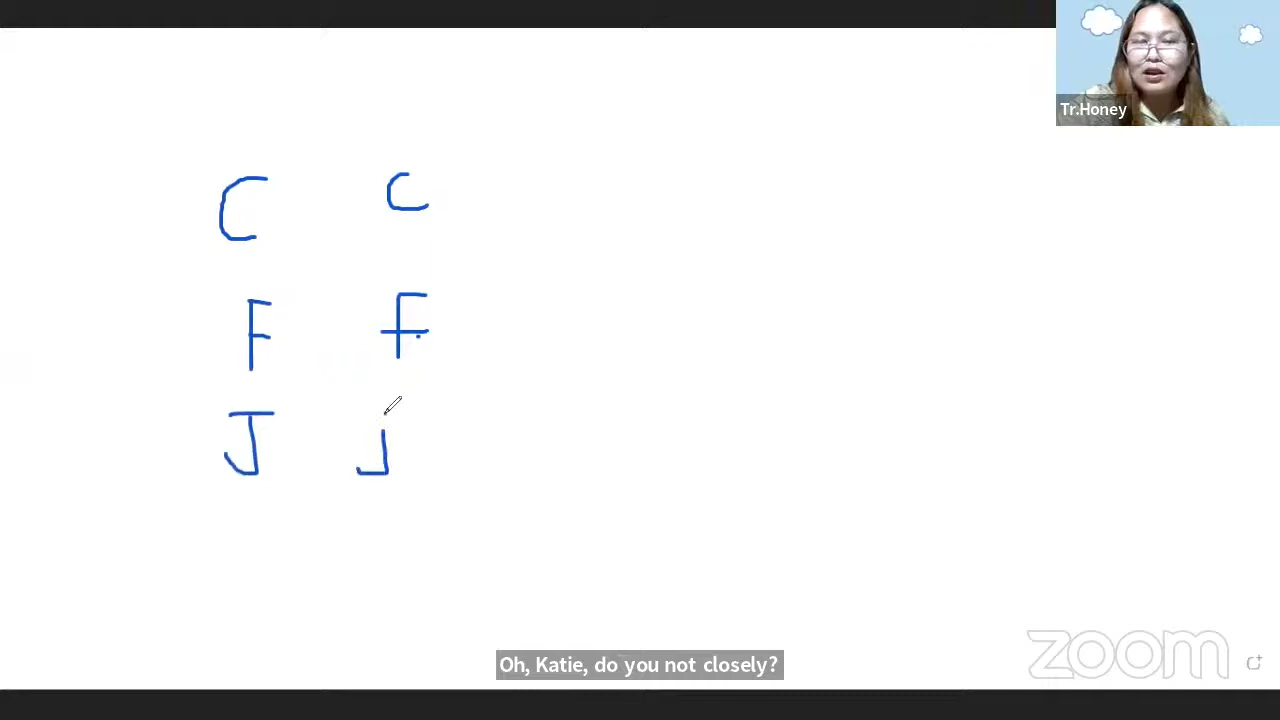 Tr.Honey
C c
F f
J j
Oh, Katie, do you not closely?
zoom